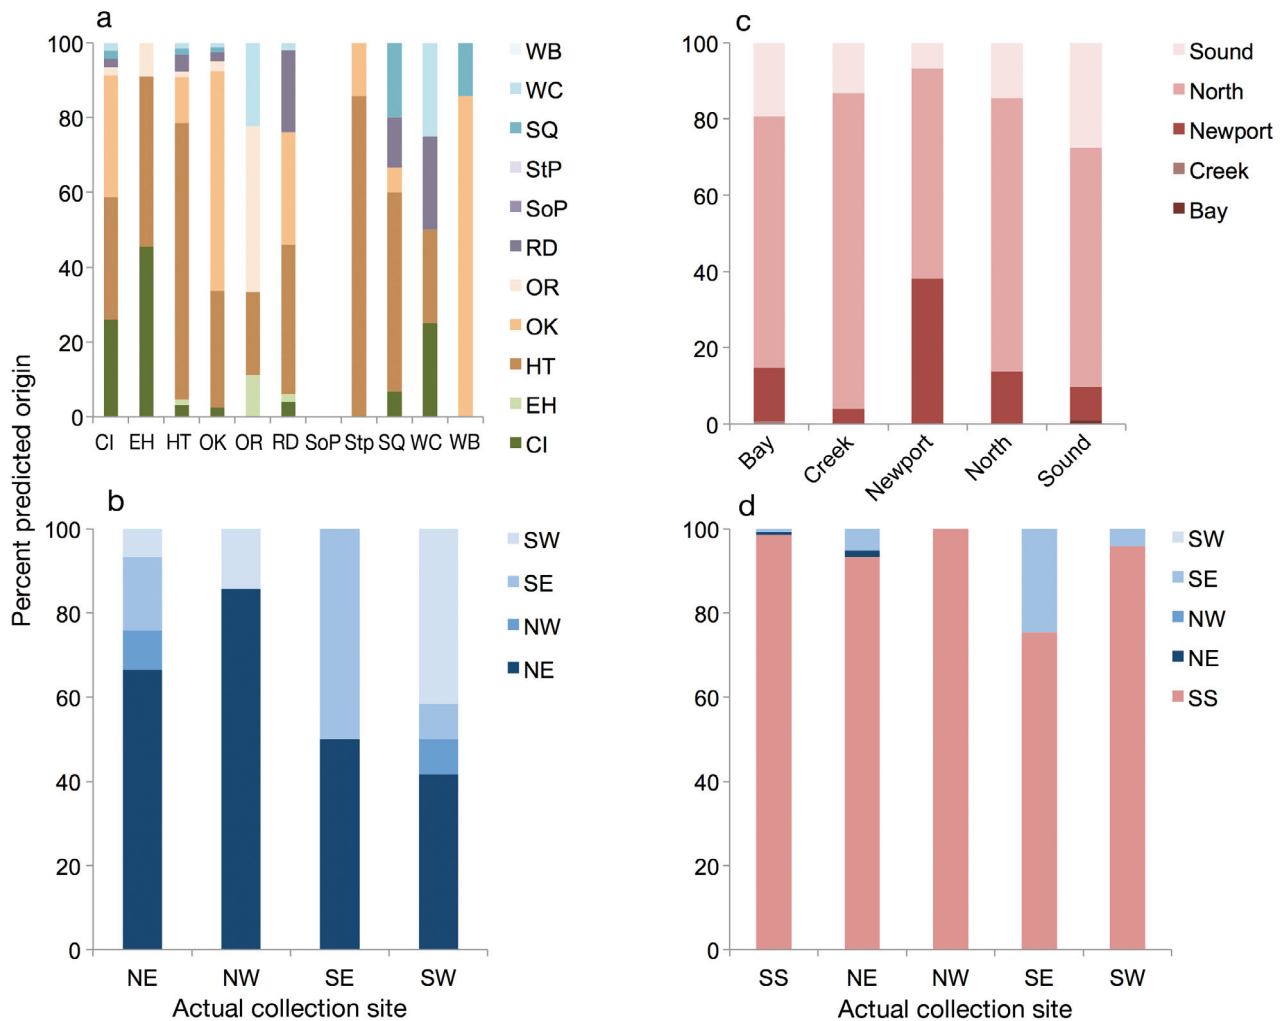 a
100
80
60
40
20
0
CI EH HT OK OR RD SoP Stp SQ WC WB
WB
WC
SQ
StP
SoP
RD
OR
OK
HT
EH
CI
c
100
80
60
40
20
0
Bay Creek Newport North Sound
Sound
North
Newport
Creek
Bay
Percent predicted origin
b
100
80
60
40
20
0
NE NW SE SW
Actual collection site
SW
SE
NW
NE
d
100
80
60
40
20
0
SS NE NW SE SW
Actual collection site
SW
SE
NW
NE
SS